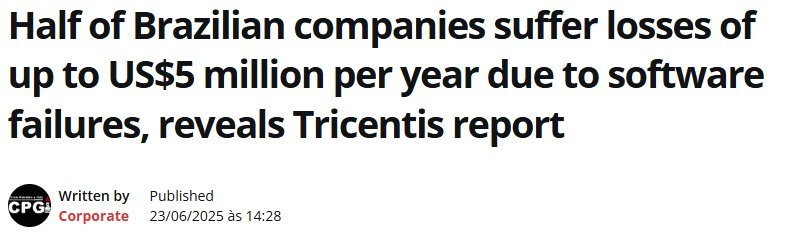 Half of Brazilian companies suffer losses of
up to US$5 million per year due to software
failures, reveals Tricentis report
CPG
Written by
Corporate
Published
23/06/2025 às 14:28